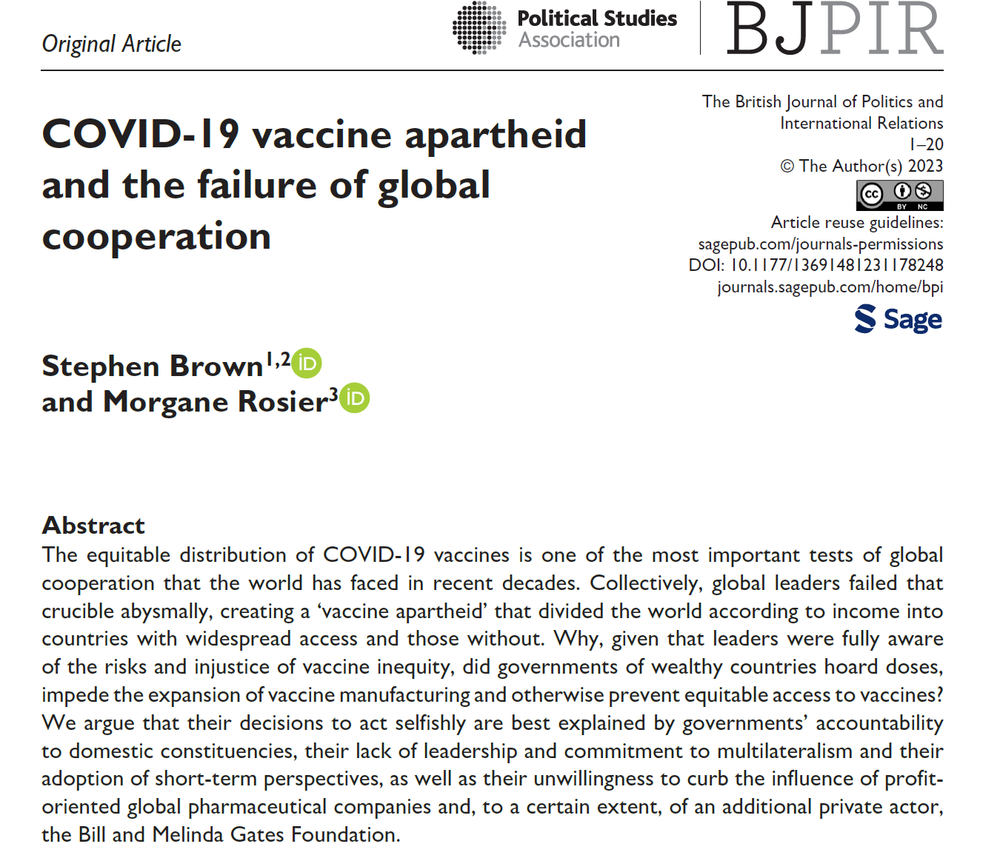 Original Article
Political Studies
Association
BJPIR
COVID-19 vaccine apartheid
and the failure of global
cooperation
The British Journal of Politics and
International Relations
1–20
© The Author(s) 2023
cc
BY NC
Article reuse guidelines:
sagepub.com/journals-permissions
DOI: 10.1177/13691481231178248
journals.sagepub.com/home/bpi
Sage
Stephen Brown1,2 iD
and Morgane Rosier3 iD
Abstract
The equitable distribution of COVID-19 vaccines is one of the most important tests of global
cooperation that the world has faced in recent decades. Collectively, global leaders failed that
crucible abysmally, creating a ‘vaccine apartheid’ that divided the world according to income into
countries with widespread access and those without. Why, given that leaders were fully aware
of the risks and injustice of vaccine inequity, did governments of wealthy countries hoard doses,
impede the expansion of vaccine manufacturing and otherwise prevent equitable access to vaccines?
We argue that their decisions to act selfishly are best explained by governments’ accountability
to domestic constituencies, their lack of leadership and commitment to multilateralism and their
adoption of short-term perspectives, as well as their unwillingness to curb the influence of profit-
oriented global pharmaceutical companies and, to a certain extent, of an additional private actor,
the Bill and Melinda Gates Foundation.